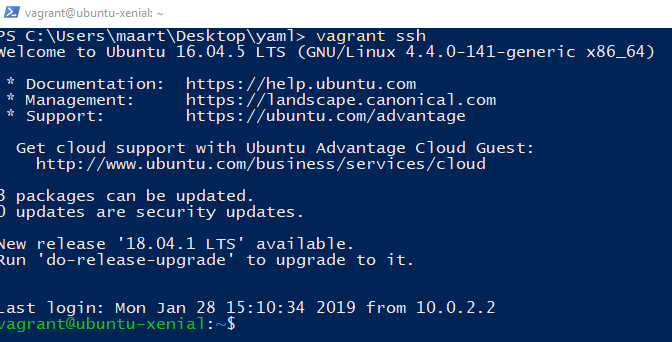 vagrant@ubuntu-xenial: ~
PS C:\Users\maart\Desktop\yaml> vagrant ssh
Welcome to Ubuntu 16.04.5 LTS (GNU/Linux 4.4.0-141-generic x86_64)
* Documentation: https://help.ubuntu.com
* Management: https://landscape.canonical.com
* Support: https://ubuntu.com/advantage
Get cloud support with Ubuntu Advantage Cloud Guest:
http://www.ubuntu.com/business/services/cloud
3 packages can be updated.
0 updates are security updates.
New release '18.04.1 LTS' available.
Run 'do-release-upgrade' to upgrade to it.
Last login: Mon Jan 28 15:10:34 2019 from 10.0.2.2
vagrant@ubuntu-xenial:~$